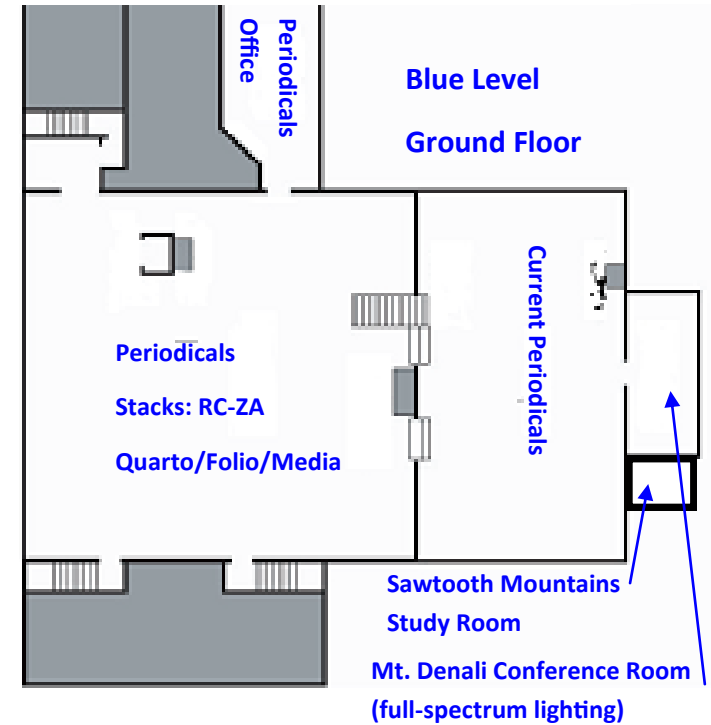 Periodicals
Office
Blue Level
Ground Floor
Current Periodicals
Periodicals
Stacks: RC-ZA
Quarto/Folio/Media
Sawtooth Mountains
Study Room
Mt. Denali Conference Room
(full-spectrum lighting)